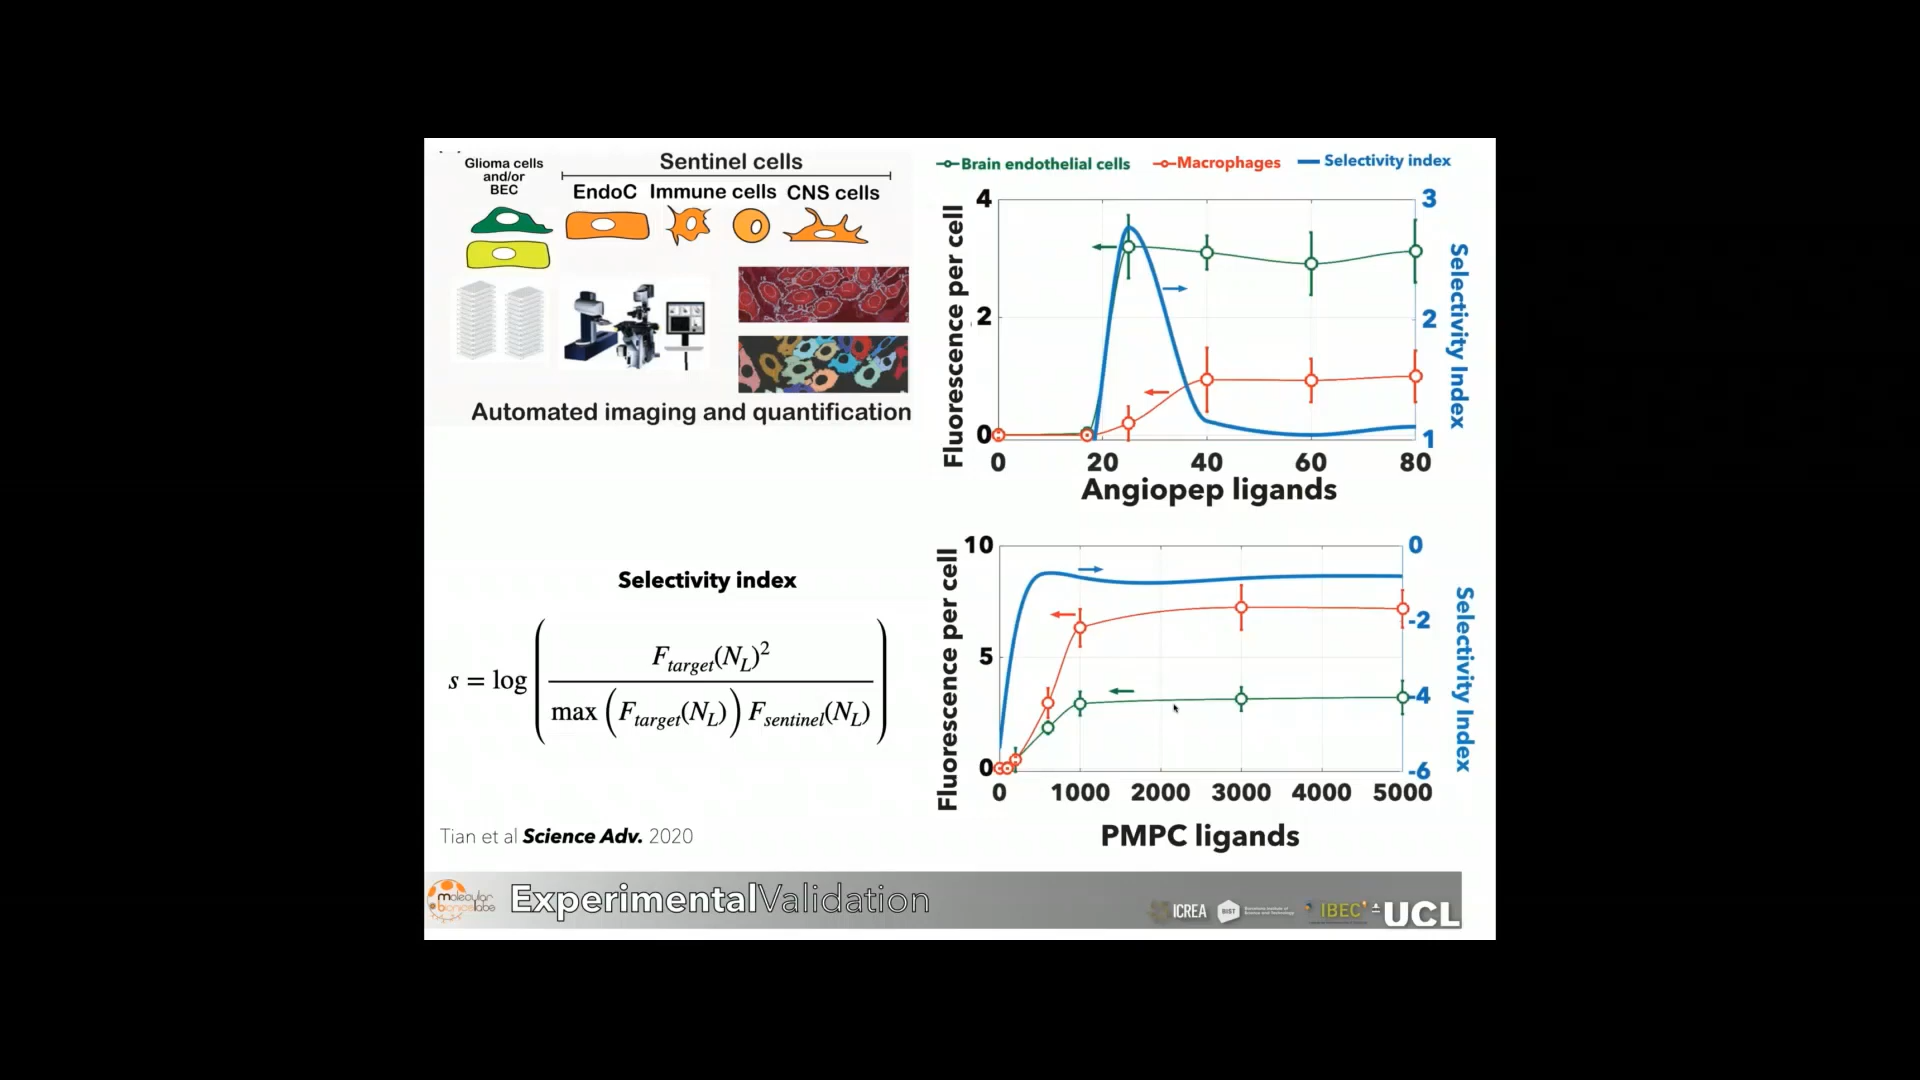 Glioma cells
and/or
BEC
Sentinel cells
EndoC Immune cells CNS cells
Automated imaging and quantification
Brain endothelial cells Macrophages Selectivity index
Fluorescence per cell
4
2
0
3
2
1
Selectivity Index
0 20 40 60 80
Angiopep ligands
Selectivity index
s = log ( F_target(N_L)^2 / max ( F_target(N_L) ) F_sentinel(N_L) )
Fluorescence per cell
10
5
0
0
-2
-4
-6
Selectivity Index
0 1000 2000 3000 4000 5000
PMPC ligands
Tian et al Science Adv. 2020
molecular
bionics labs
ExperimentalValidation
ICREA BIST IBEC UCL